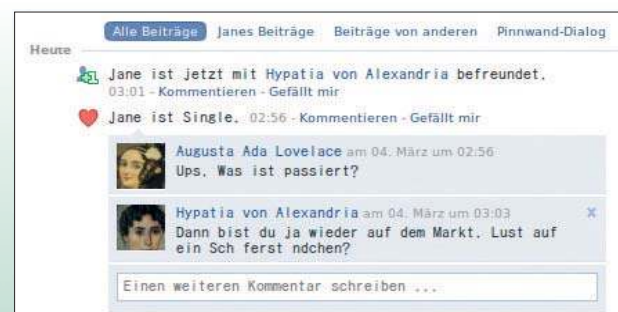 Alle Beiträge Janes Beiträge Beiträge von anderen Pinnwand-Dialog
Heute
Jane ist jetzt mit Hypatia von Alexandria befreundet.
03:01 - Kommentieren - Gefällt mir
Jane ist Single. 02:56 - Kommentieren - Gefällt mir
Augusta Ada Lovelace am 04. März um 02:56
Ups. Was ist passiert?
Hypatia von Alexandria am 04. März um 03:03
Dann bist du ja wieder auf dem Markt. Lust auf
ein Sch ferst ndchen?
Einen weiteren Kommentar schreiben ...